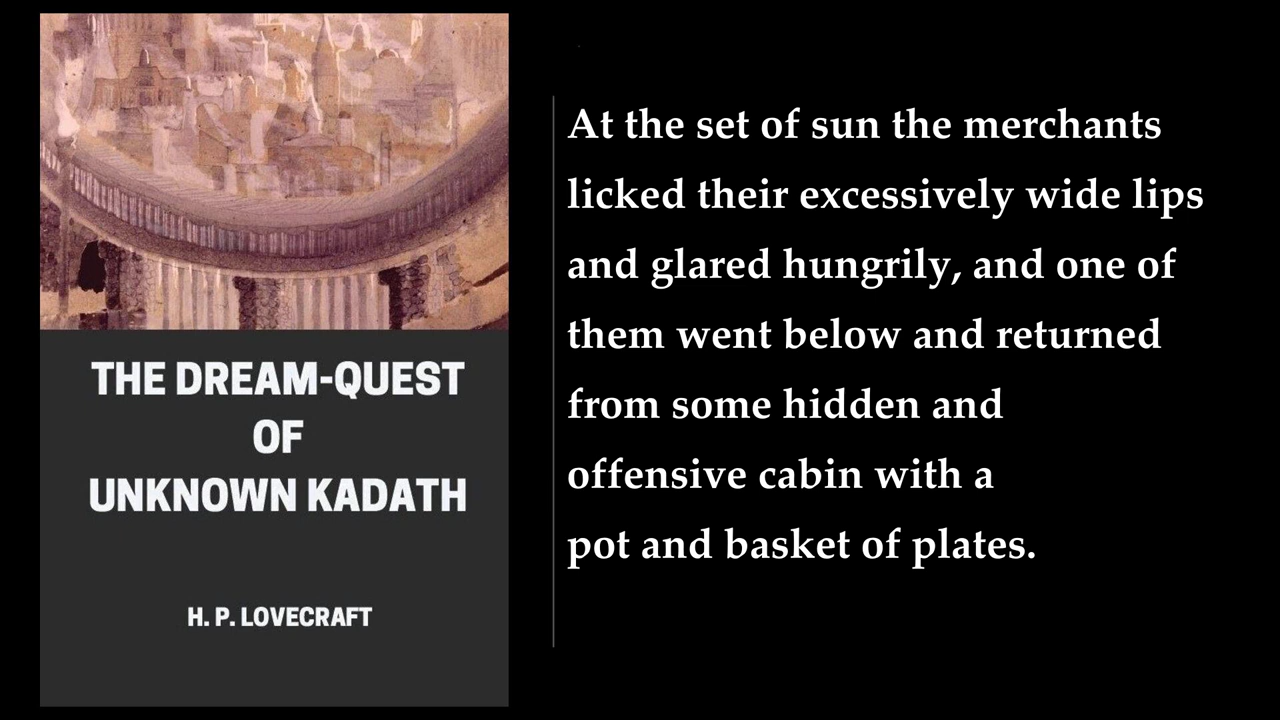 THE DREAM-QUEST
OF
UNKNOWN KADATH
H. P. LOVECRAFT
At the set of sun the merchants
licked their excessively wide lips
and glared hungrily, and one of
them went below and returned
from some hidden and
offensive cabin with a
pot and basket of plates.